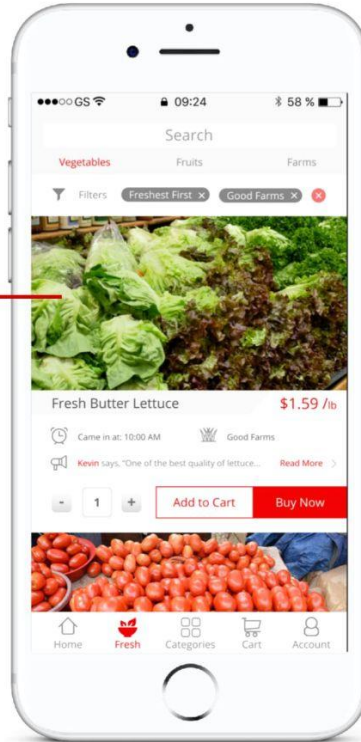 GS 09:24 58 %
Search
Vegetables Fruits Farms
Filters Freshest First x Good Farms x x
Fresh Butter Lettuce $1.59 /lb
Came in at: 10:00 AM Good Farms
Kevin says, "One of the best quality of lettuce... Read More >
- 1 + Add to Cart Buy Now
Home Fresh Categories Cart Account